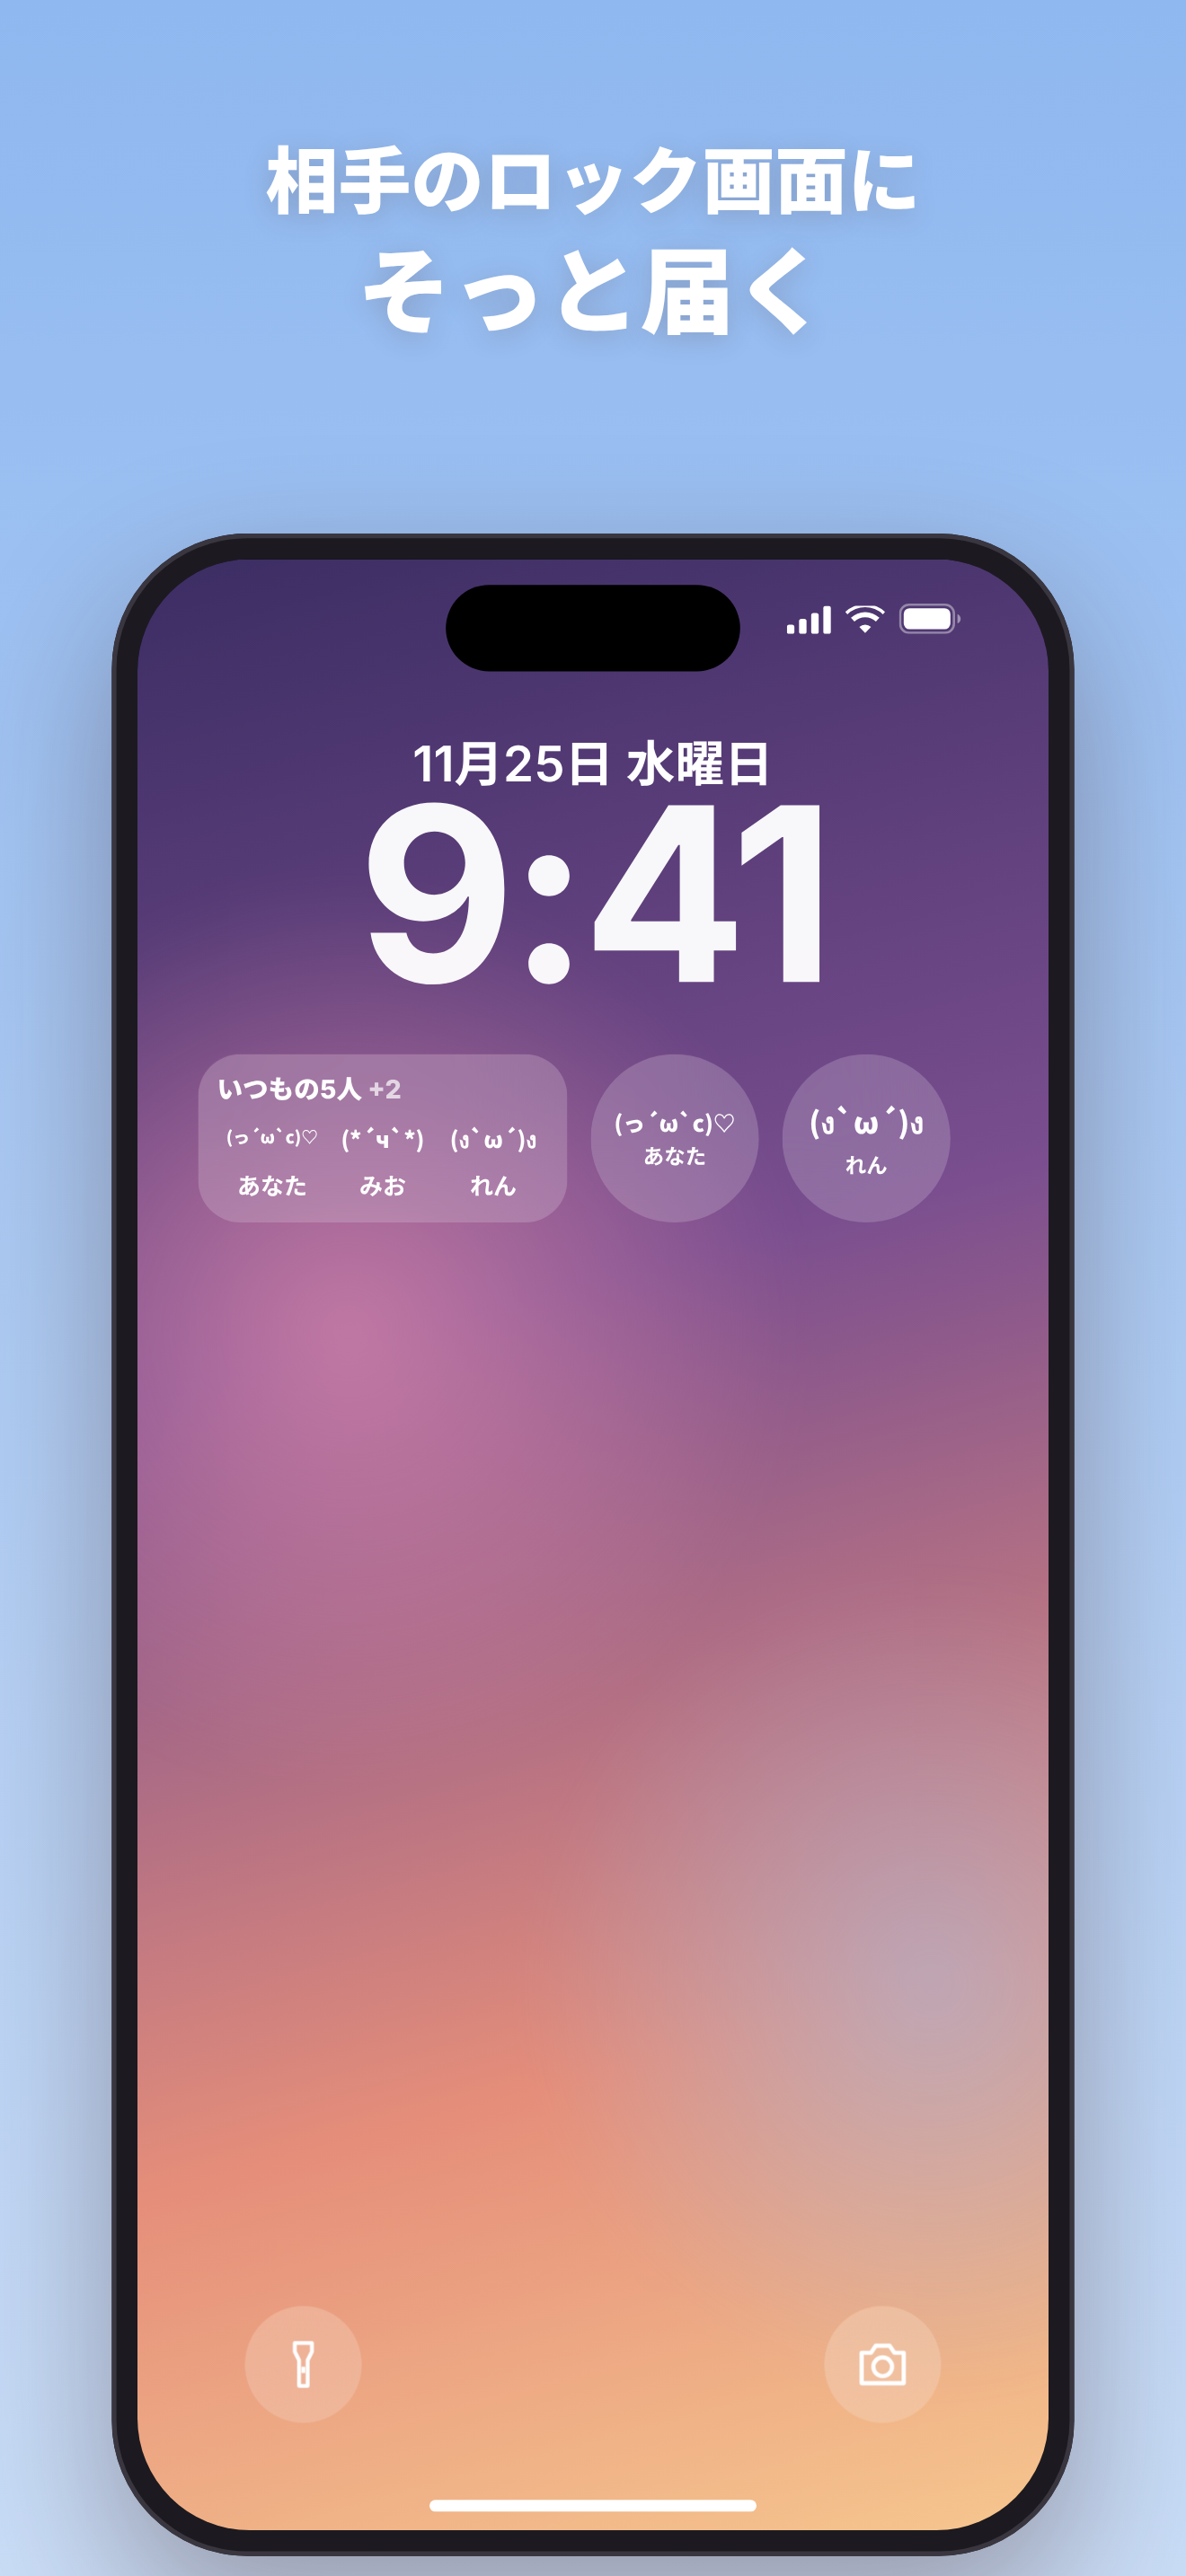 相手のロック画面に
そっと届く
11月25日 水曜日
9:41
いつもの5人 +2
(っ´ω`c)♡ (*´ч`*) (ง`ω´)ง
あなた みお れん
(っ´ω`c)♡
あなた
(ง`ω´)ง
れん